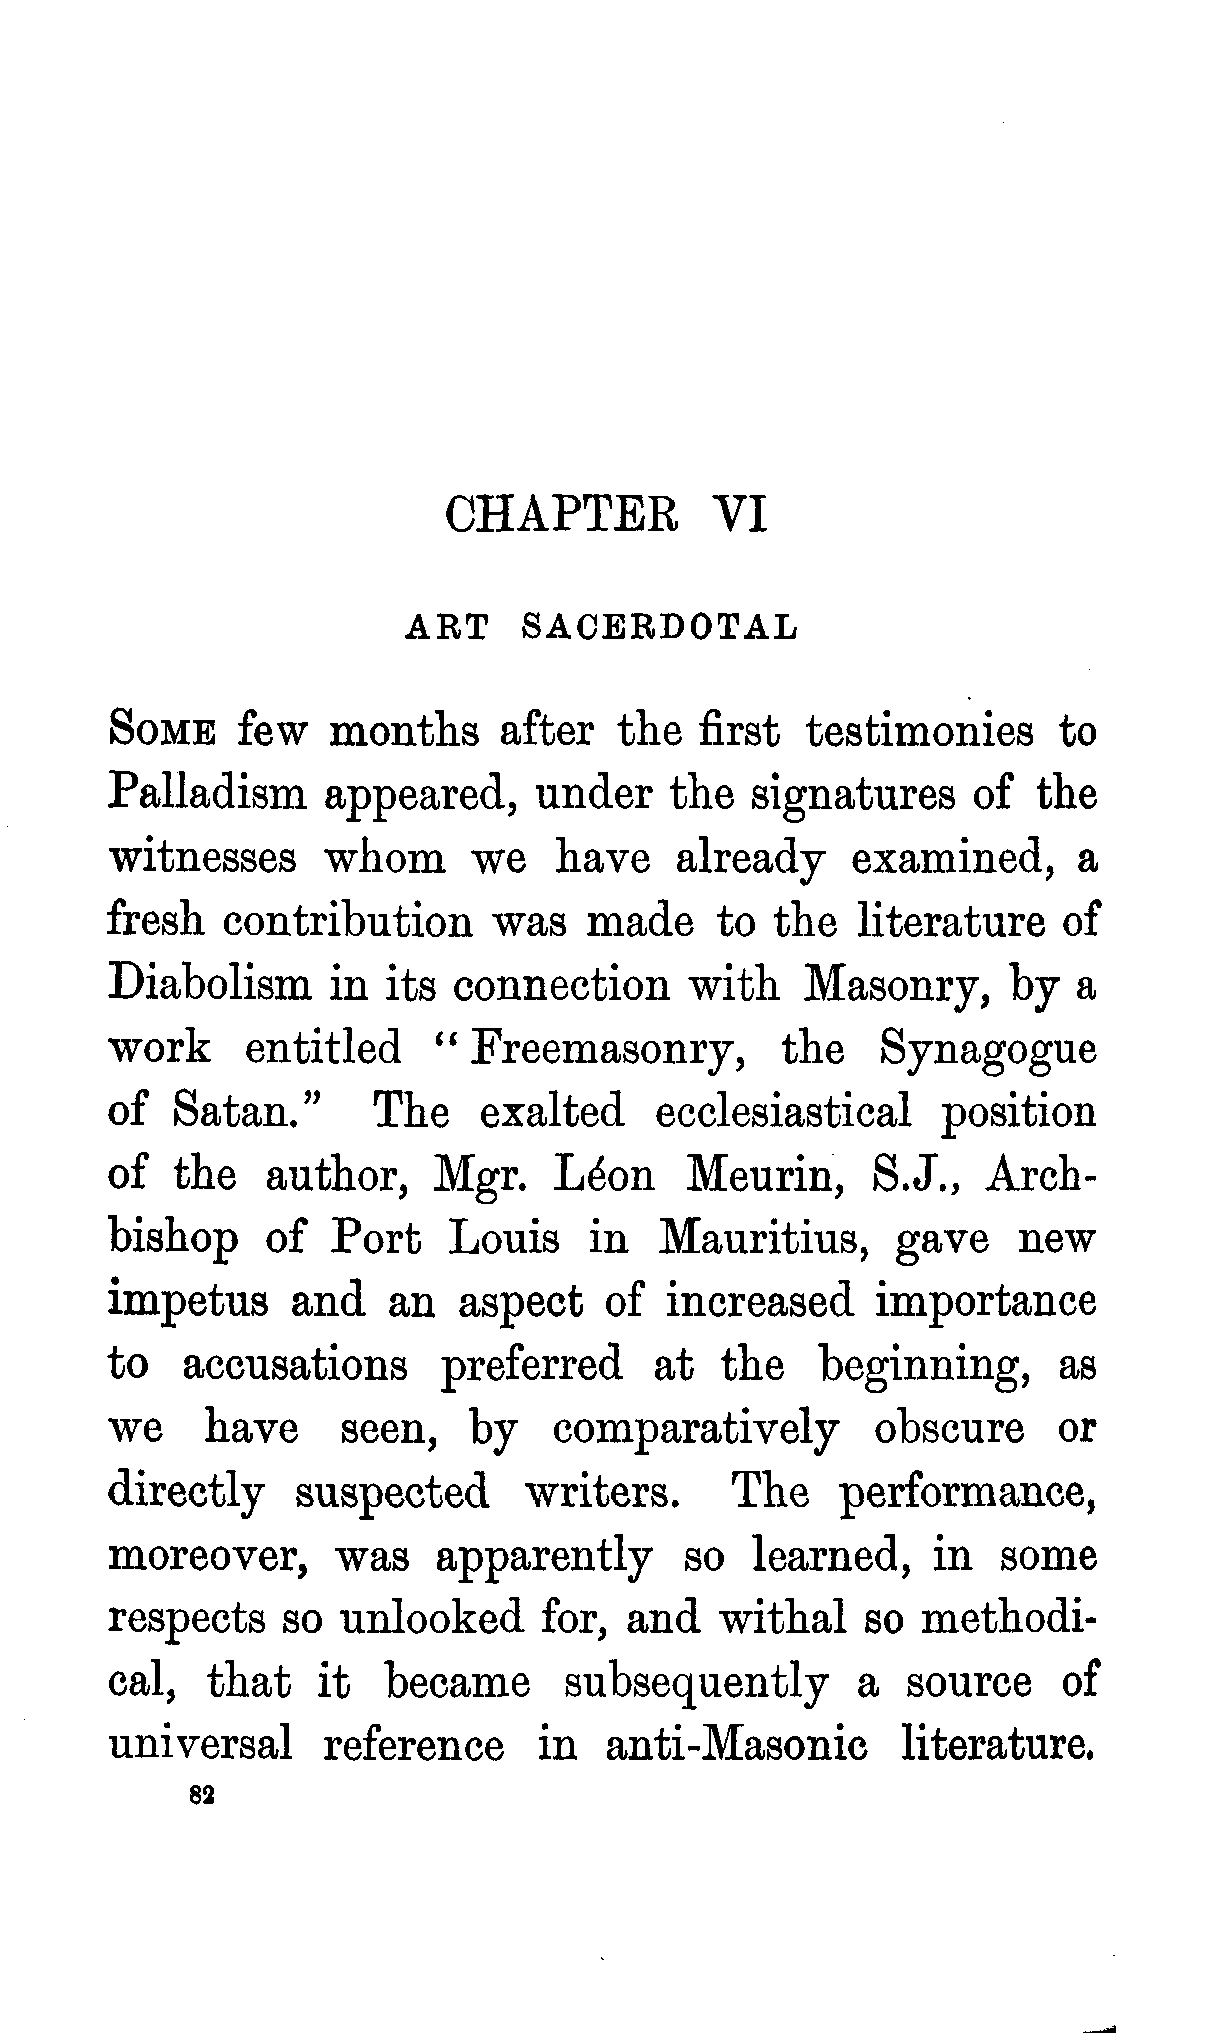 CHAPTER VI
ART SACERDOTAL
SOME few months after the first testimonies to
Palladism appeared, under the signatures of the
witnesses whom we have already examined, a
fresh contribution was made to the literature of
Diabolism in its connection with Masonry, by a
work entitled “ Freemasonry, the Synagogue
of Satan.” The exalted ecclesiastical position
of the author, Mgr. Léon Meurin, S.J., Arch-
bishop of Port Louis in Mauritius, gave new
impetus and an aspect of increased importance
to accusations preferred at the beginning, as
we have seen, by comparatively obscure or
directly suspected writers. The performance,
moreover, was apparently so learned, in some
respects so unlooked for, and withal so methodi-
cal, that it became subsequently a source of
universal reference in anti-Masonic literature.
82